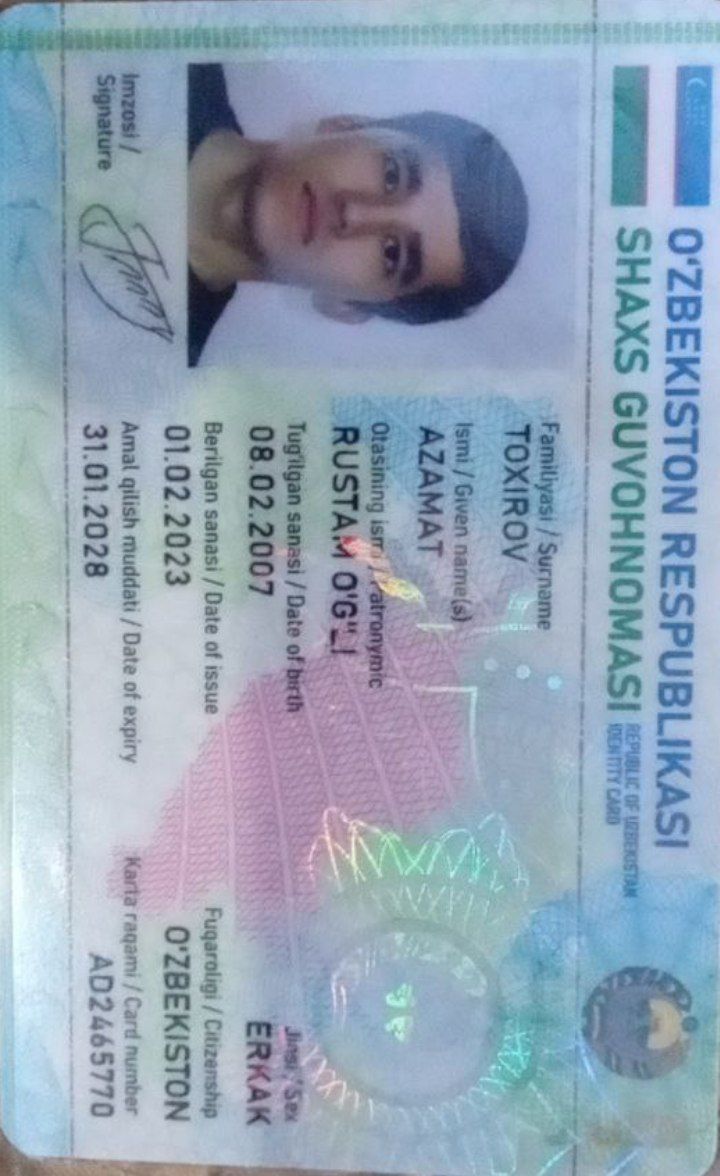 O'ZBEKISTON RESPUBLIKASI
SHAXS GUVOHNOMASI
REPUBLIC OF UZBEKISTAN
IDENTITY CARD
Familiyasi / Surname
TOXIROV
Ismi / Given name(s)
AZAMAT
Otasining ismi / Patronymic
RUSTAM O'G'LI
Tug'ilgan sanasi / Date of birth
08.02.2007
Jinsi / Sex
ERKAK
Berilgan sanasi / Date of issue
01.02.2023
Fuqaroligi / Citizenship
O'ZBEKISTON
Amal qilish muddati / Date of expiry
31.01.2028
Karta raqami / Card number
AD2465770
Imzosi /
Signature